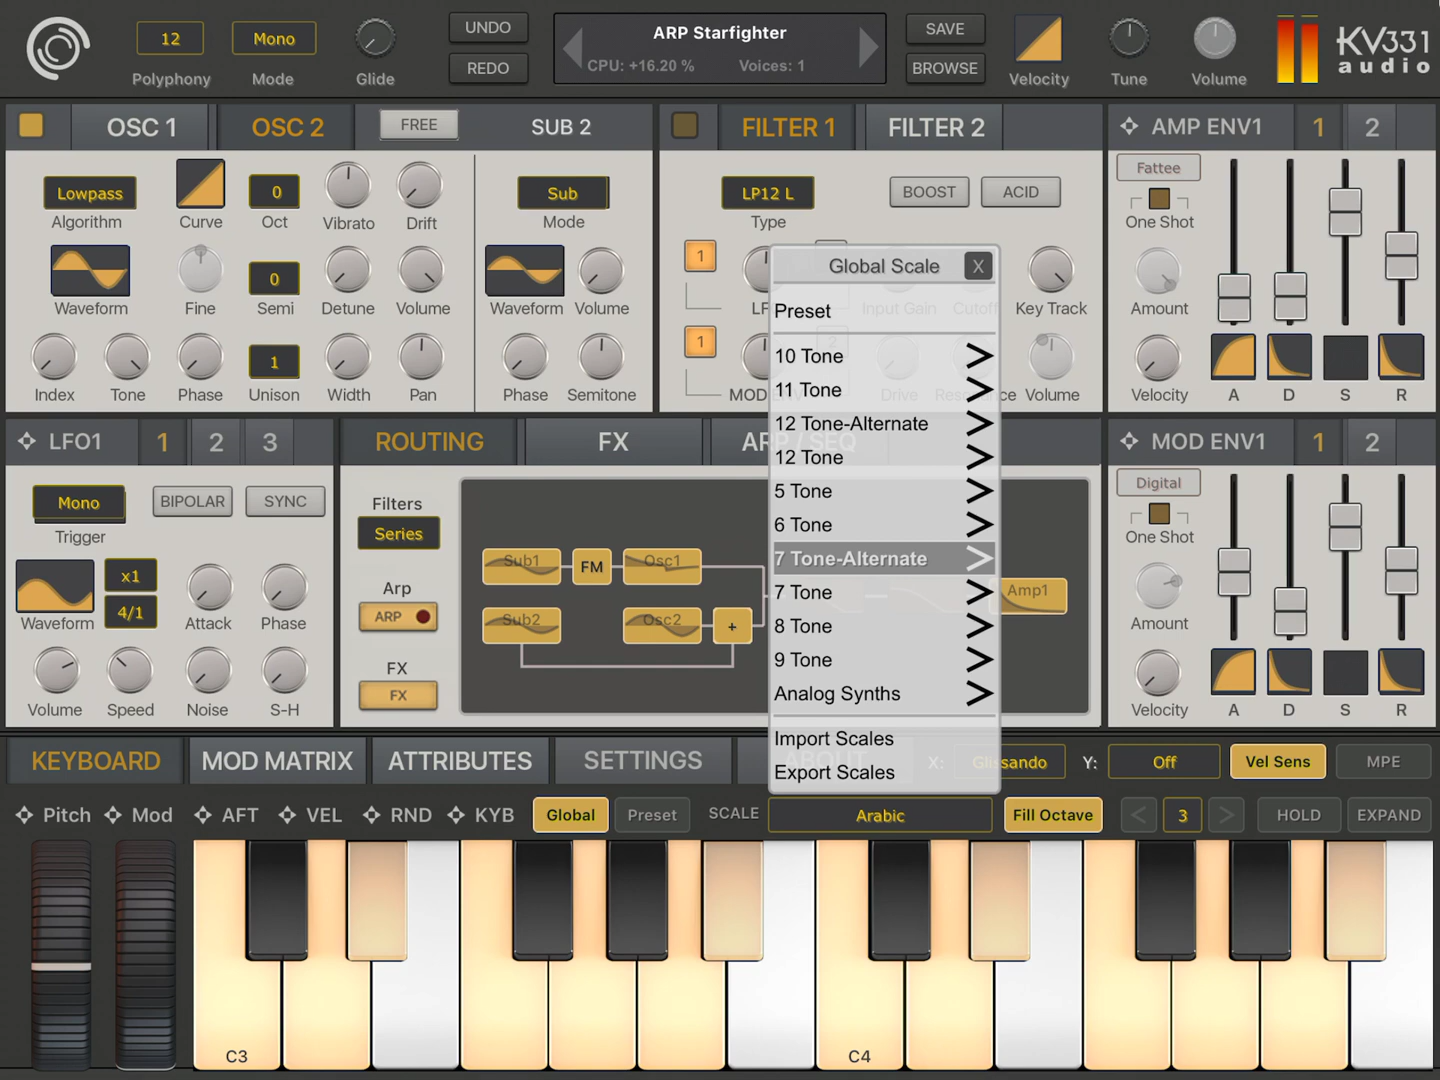 12
Polyphony
Mono
Mode
Glide
UNDO
REDO
ARP Starfighter
CPU: +16.20 %
Voices: 1
SAVE
BROWSE
Velocity
Tune
Volume
KV331
audio
OSC 1
OSC 2
FREE
SUB 2
FILTER 1
FILTER 2
AMP ENV1
1
2
Lowpass
Algorithm
Curve
0
Oct
Vibrato
Drift
Waveform
Fine
0
Semi
Detune
Volume
Index
Tone
Phase
1
Unison
Width
Pan
Sub
Mode
Waveform
Volume
Phase
Semitone
LP12 L
Type
BOOST
ACID
1
1
2
Input Gain
Cutoff
Key Track
Drive
Volume
Global Scale
X
Preset
10 Tone
11 Tone
12 Tone-Alternate
12 Tone
5 Tone
6 Tone
7 Tone-Alternate
7 Tone
8 Tone
9 Tone
Analog Synths
Import Scales
Export Scales
Fattee
One Shot
Amount
Velocity
A
D
S
R
LFO1
1
2
3
Mono
Trigger
BIPOLAR
SYNC
Waveform
x1
4/1
Attack
Phase
Volume
Speed
Noise
S-H
ROUTING
FX
ARP / SEQ
Filters
Series
Arp
ARP
FX
FX
Sub1
FM
Osc1
Sub2
Osc2
+
Amp1
MOD ENV1
1
2
Digital
One Shot
Amount
Velocity
A
D
S
R
KEYBOARD
MOD MATRIX
ATTRIBUTES
SETTINGS
ABOUT
X:
Glissando
Y:
Off
Vel Sens
MPE
Pitch
Mod
AFT
VEL
RND
KYB
Global
Preset
SCALE
Arabic
Fill Octave
<
3
>
HOLD
EXPAND
C3
C4